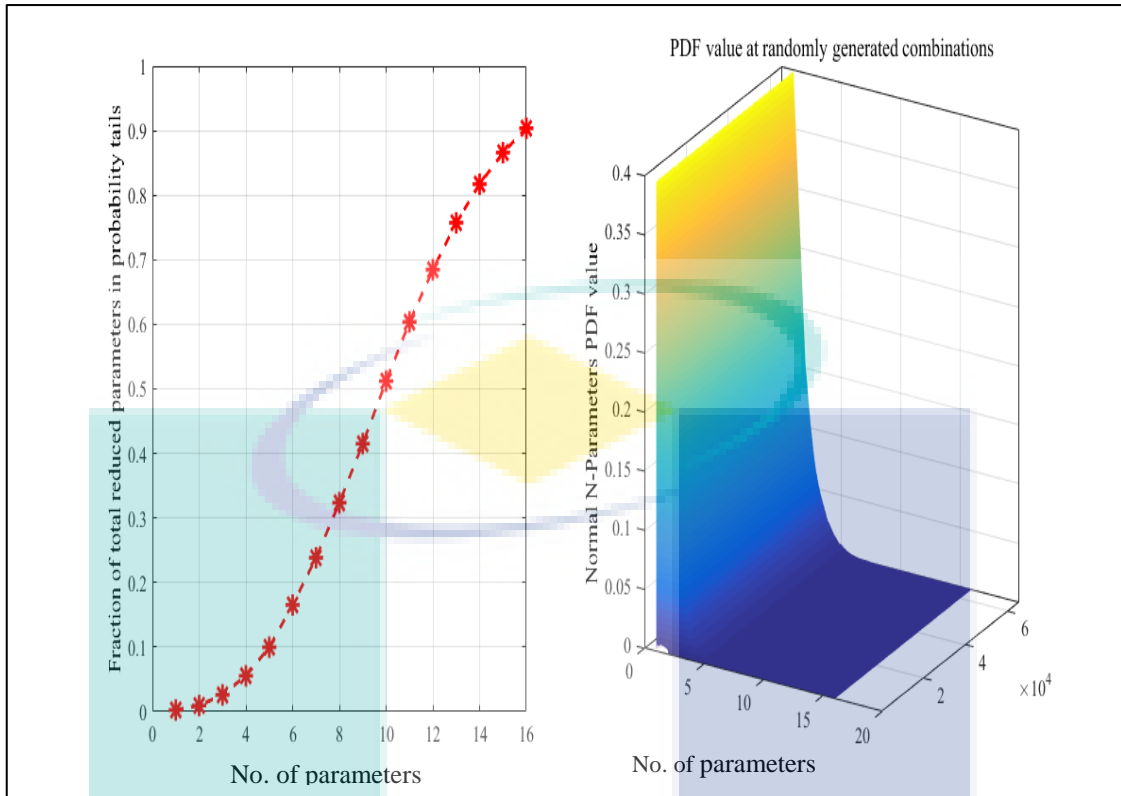 Fraction of total reduced parameters in probability tails
1
0.9
0.8
0.7
0.6
0.5
0.4
0.3
0.2
0.1
0
0 2 4 6 8 10 12 14 16
No. of parameters
PDF value at randomly generated combinations
Normal N-Parameters PDF value
0.4
0.35
0.3
0.25
0.2
0.15
0.1
0.05
0
0 5 10 15 20
2 4 6
×10⁴
No. of parameters